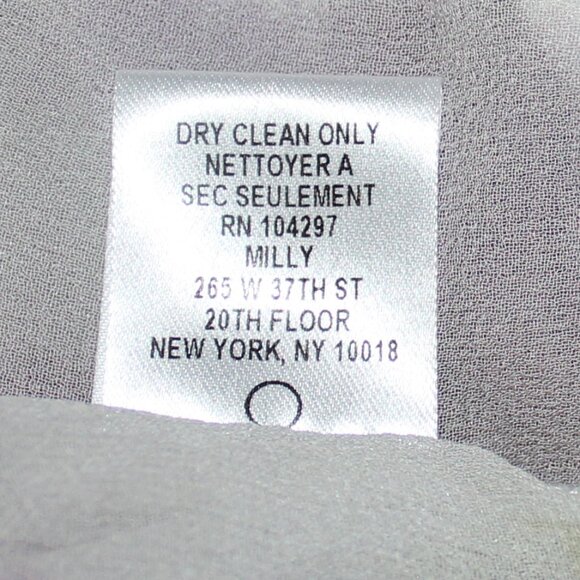 DRY CLEAN ONLY
NETTOYER A
SEC SEULEMENT
RN 104297
MILLY
265 W 37TH ST
20TH FLOOR
NEW YORK, NY 10018